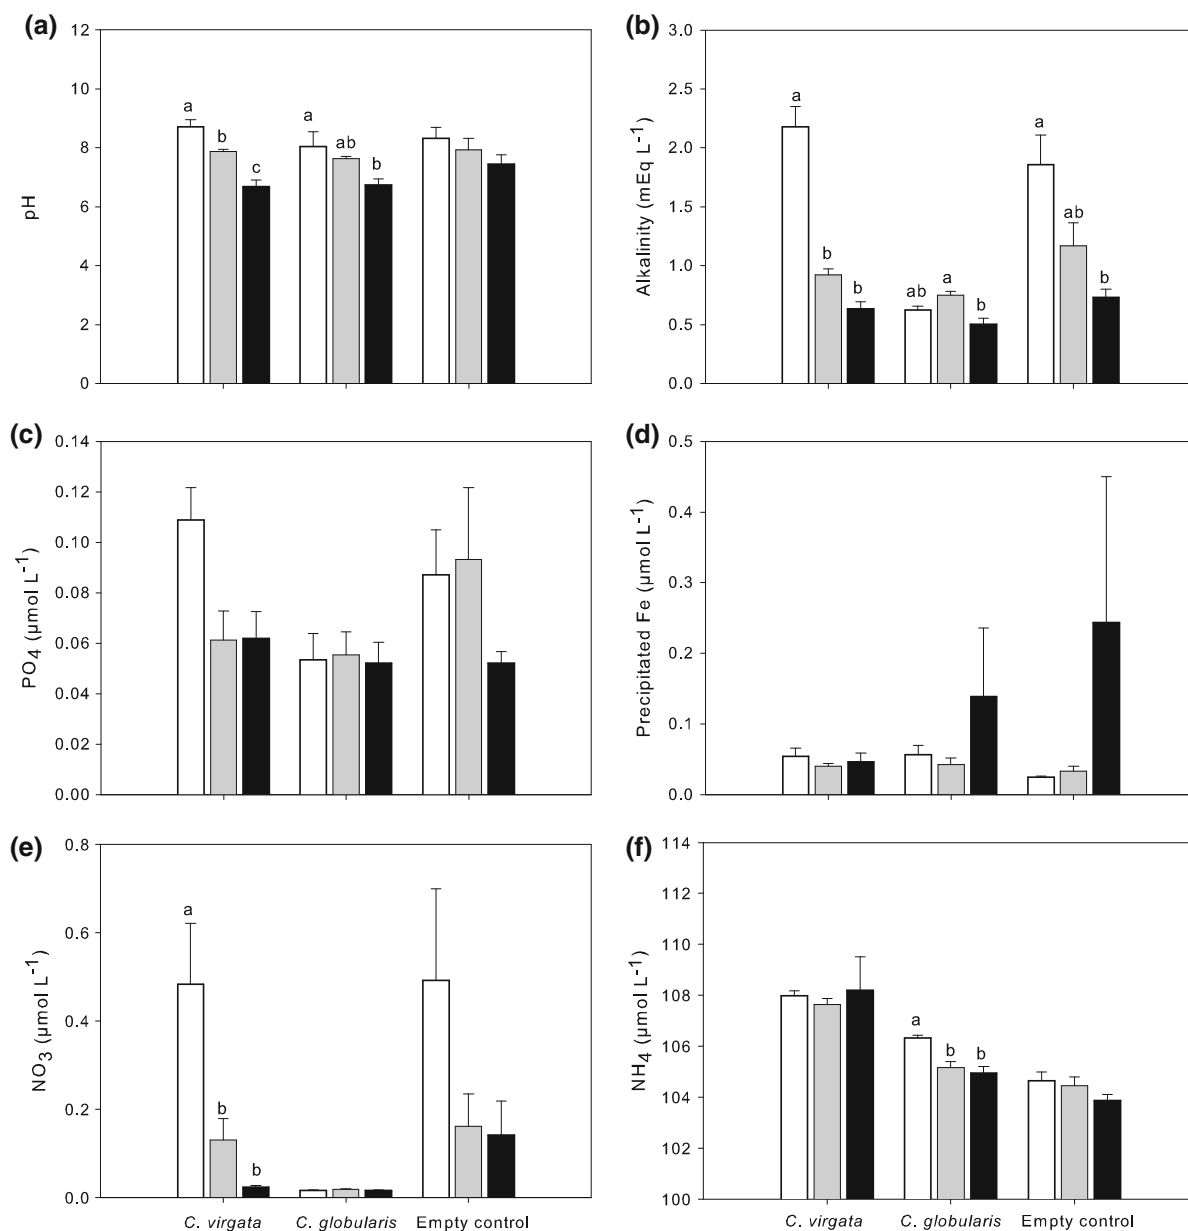 (a)
12
10
8
6
4
2
0
pH
a
b
c
a
ab
b
(b)
3.0
2.5
2.0
1.5
1.0
0.5
0.0
Alkalinity (mEq L⁻¹)
a
b
b
ab
a
b
a
ab
b
(c)
0.14
0.12
0.10
0.08
0.06
0.04
0.02
0.00
PO₄ (µmol L⁻¹)
(d)
0.5
0.4
0.3
0.2
0.1
0.0
Precipitated Fe (µmol L⁻¹)
(e)
0.8
0.6
0.4
0.2
0.0
NO₃ (µmol L⁻¹)
a
b
b
C. virgata C. globularis Empty control
(f)
114
112
110
108
106
104
102
100
NH₄ (µmol L⁻¹)
a
b
b
C. virgata C. globularis Empty control